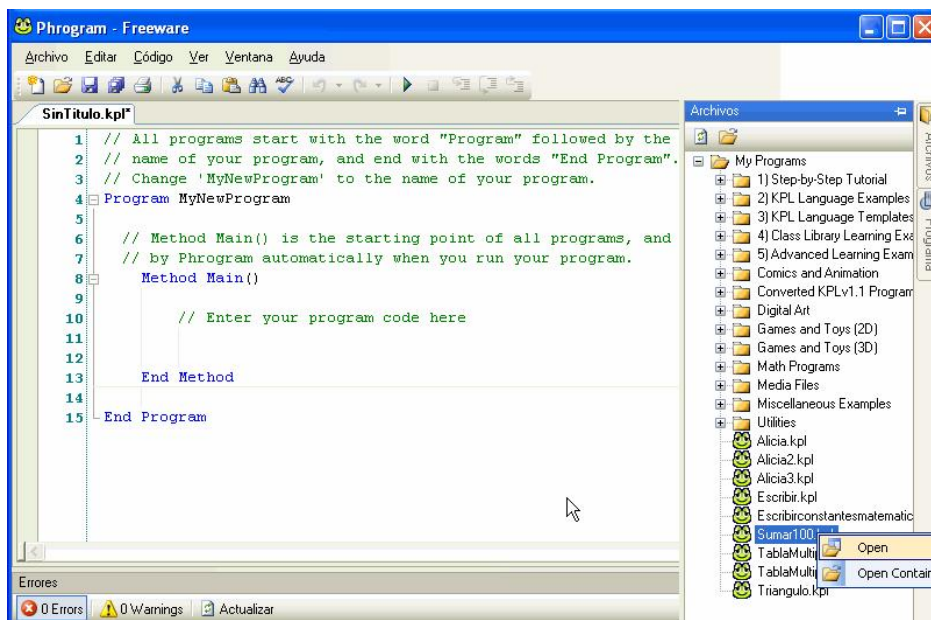 Phrogram - Freeware
Archivo Editar Código Ver Ventana Ayuda
SinTitulo.kpl*
1 // All programs start with the word "Program" followed by the
2 // name of your program, and end with the words "End Program".
3 // Change 'MyNewProgram' to the name of your program.
4 Program MyNewProgram
5
6 // Method Main() is the starting point of all programs, and
7 // by Phrogram automatically when you run your program.
8 Method Main()
9
10 // Enter your program code here
11
12
13 End Method
14
15 End Program
Errores
0 Errors 0 Warnings Actualizar
Archivos
My Programs
1) Step-by-Step Tutorial
2) KPL Language Examples
3) KPL Language Templates
4) Class Library Learning Exa
5) Advanced Learning Exam
Comics and Animation
Converted KPLv1.1 Program
Digital Art
Games and Toys (2D)
Games and Toys (3D)
Math Programs
Media Files
Miscellaneous Examples
Utilities
Alicia.kpl
Alicia2.kpl
Alicia3.kpl
Escribir.kpl
Escribirconstantesmatematic
Sumar100.kpl
TablaMulti
TablaMulti
Triangulo.kpl
Open
Open Contain
Archivos
Programa